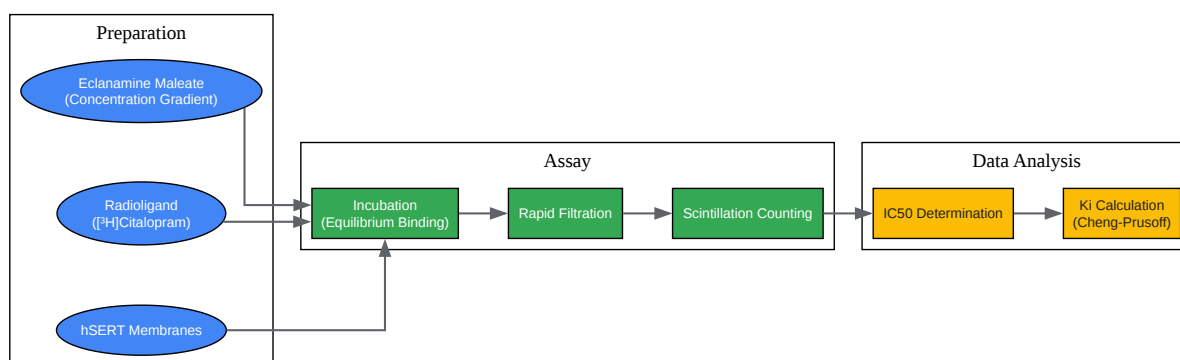 Preparation
Eclanamine Maleate
(Concentration Gradient)
Radioligand
([³H]Citalopram)
hSERT Membranes
Assay
Incubation
(Equilibrium Binding)
Rapid Filtration
Scintillation Counting
Data Analysis
IC50 Determination
Ki Calculation
(Cheng-Prusoff)